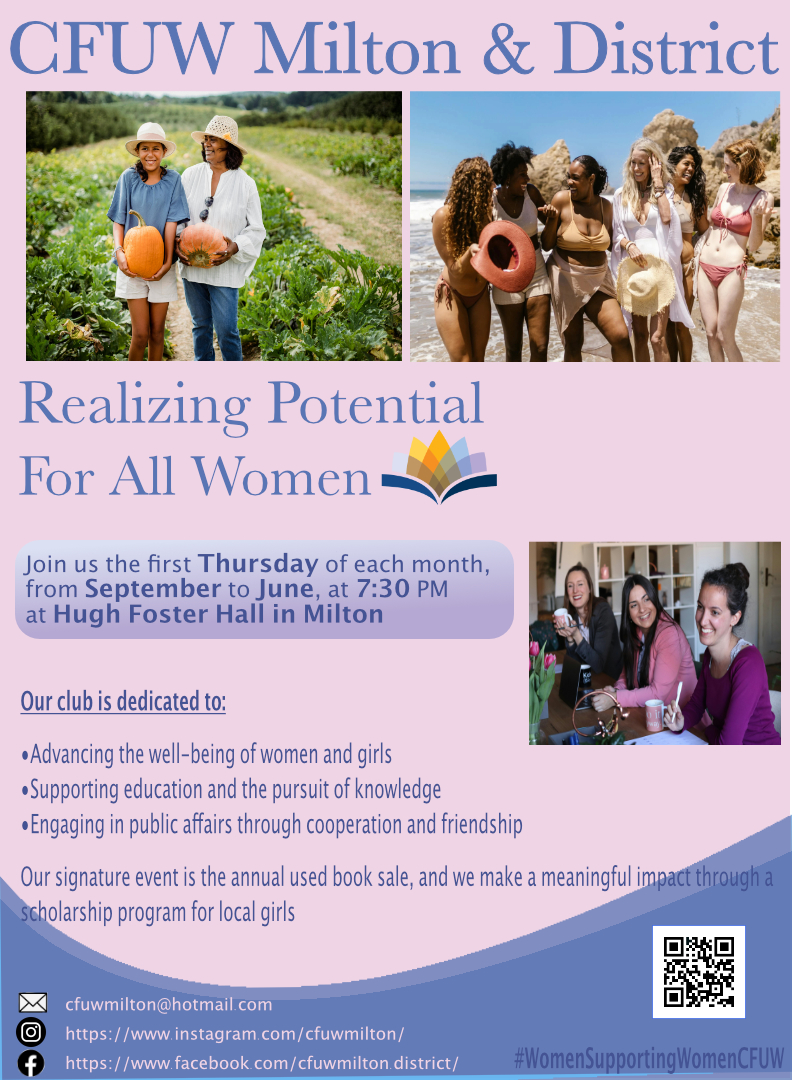 CFUW Milton & District
Realizing Potential
For All Women
Join us the first Thursday of each month,
from September to June, at 7:30 PM
at Hugh Foster Hall in Milton
Our club is dedicated to:
•Advancing the well-being of women and girls
•Supporting education and the pursuit of knowledge
•Engaging in public affairs through cooperation and friendship
Our signature event is the annual used book sale, and we make a meaningful impact through a
scholarship program for local girls
cfuwmilton@hotmail.com
https://www.instagram.com/cfuwmilton/
https://www.facebook.com/cfuwmilton.district/
#WomenSupportingWomenCFUW